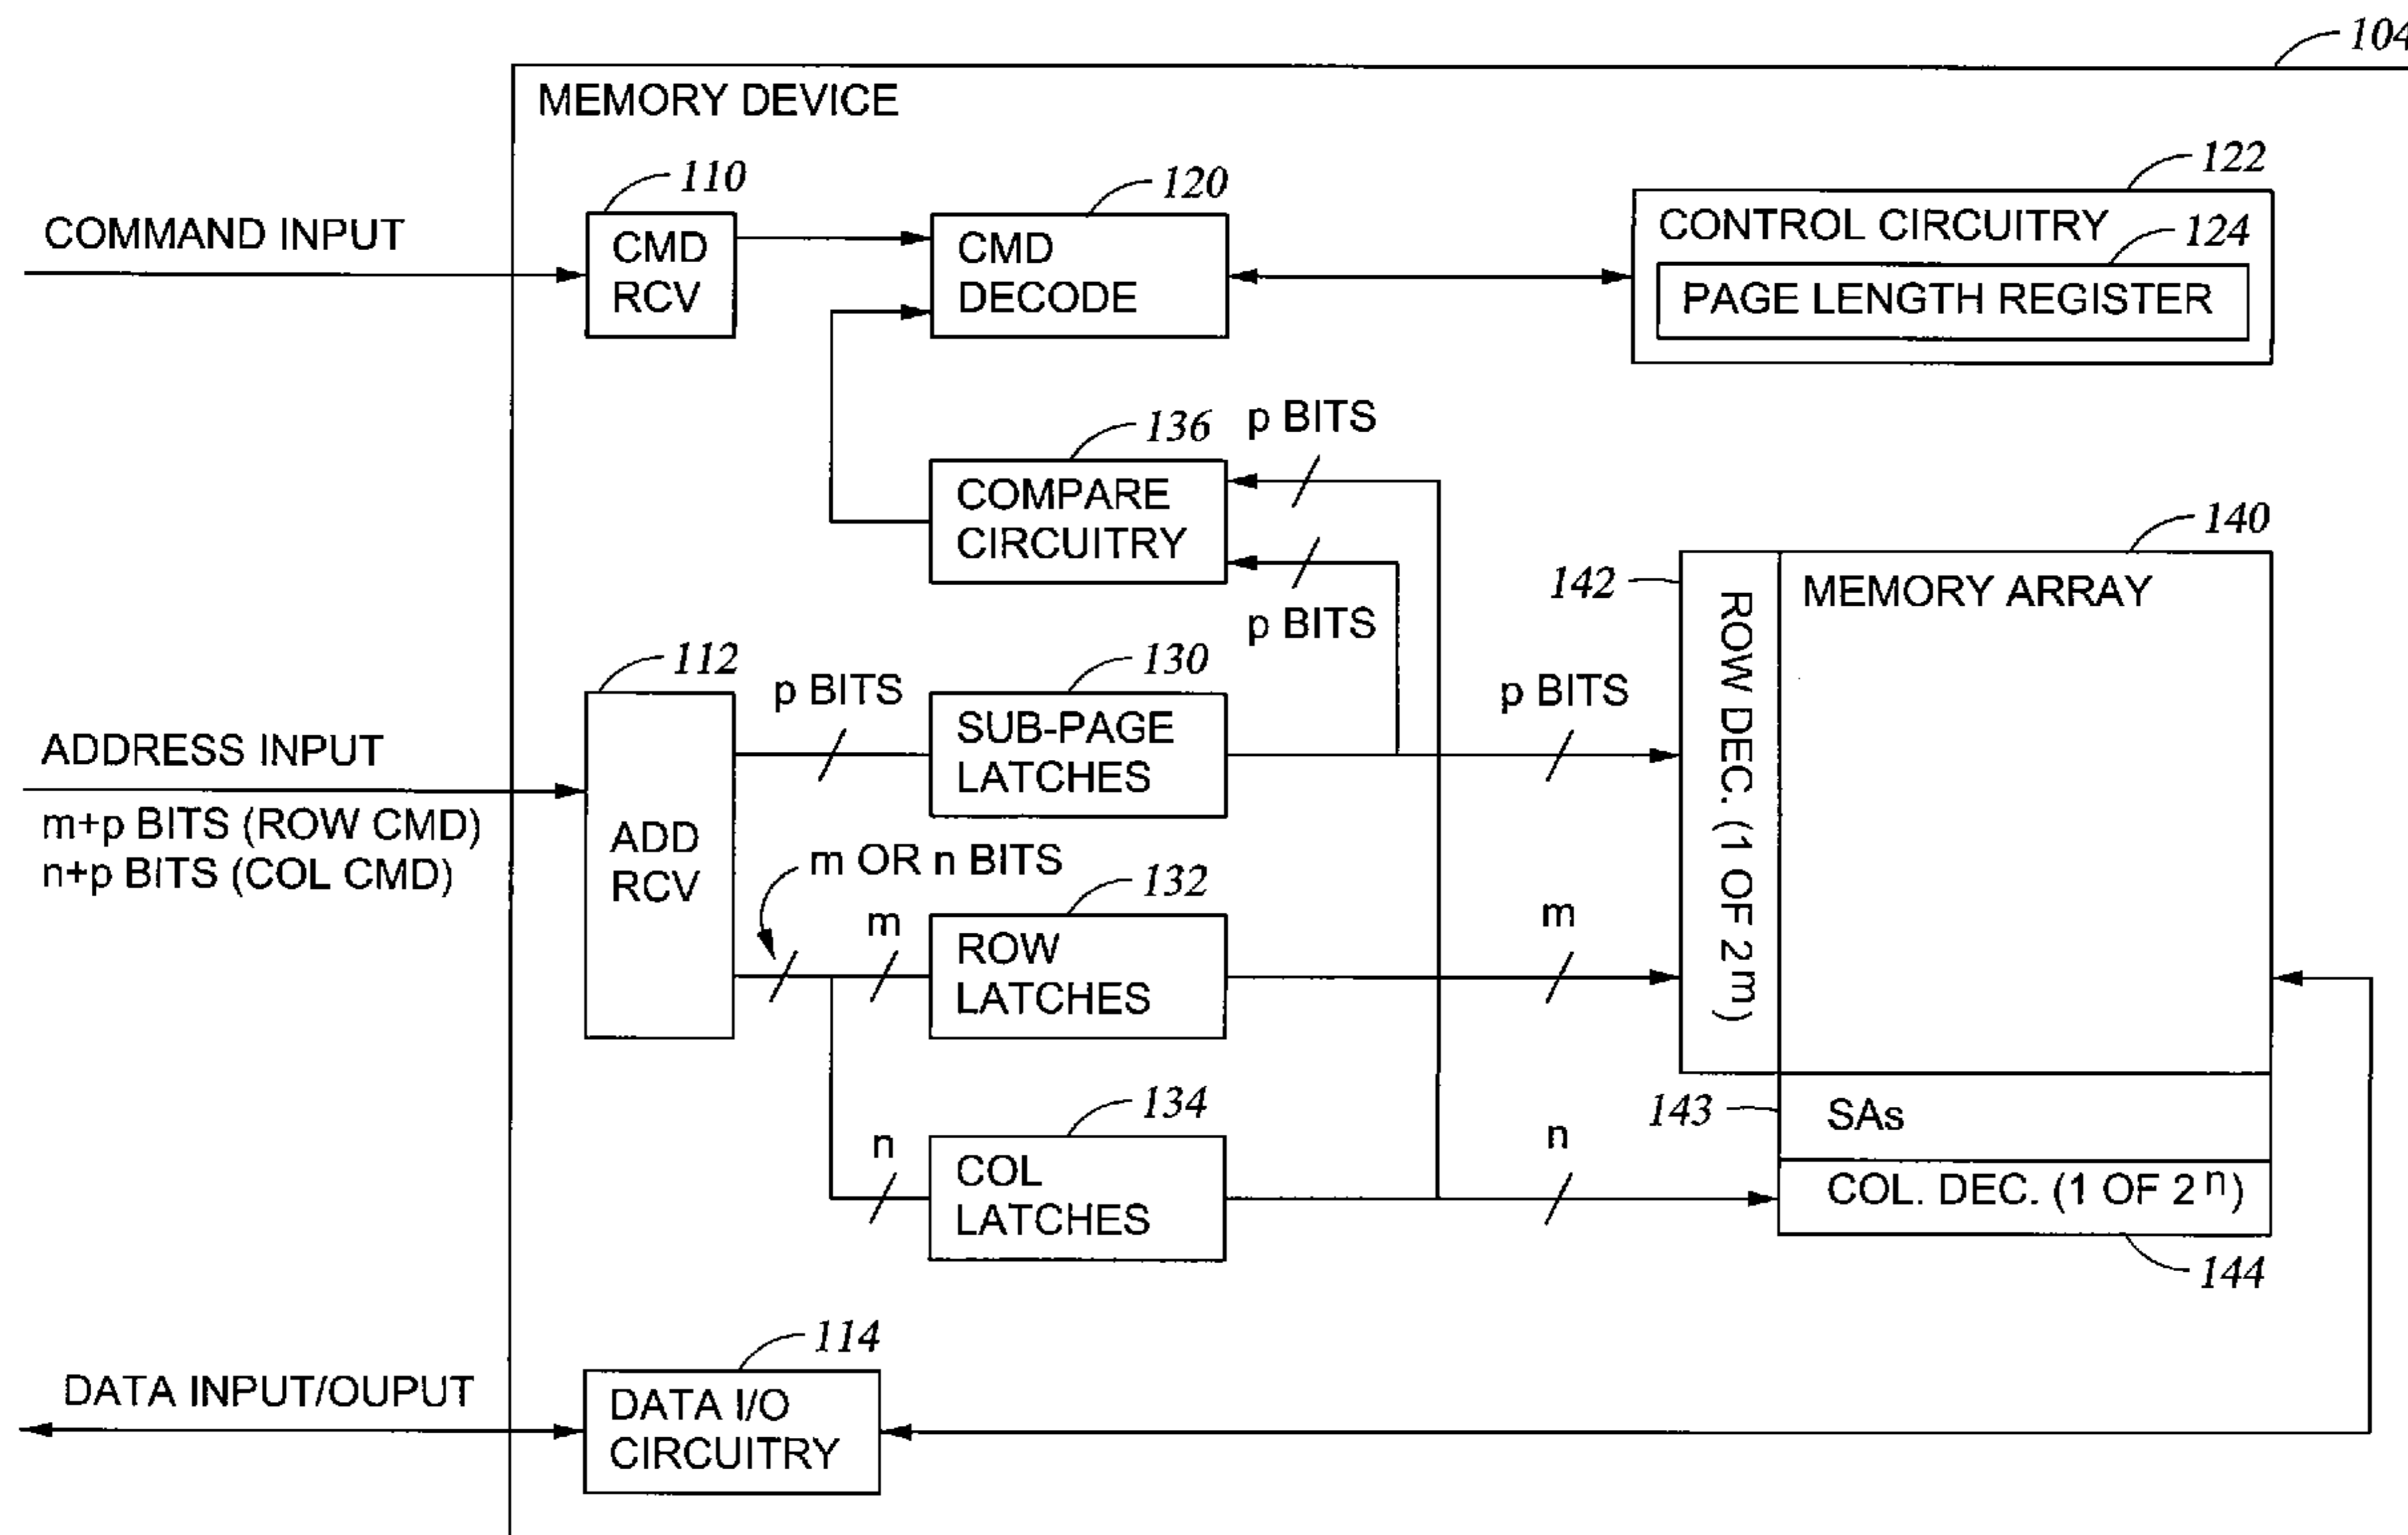 104
MEMORY DEVICE
122
110
120
COMMAND INPUT
CMD
RCV
CMD
DECODE
CONTROL CIRCUITRY
124
PAGE LENGTH REGISTER
136
p BITS
COMPARE
CIRCUITRY
p BITS
140
142
MEMORY ARRAY
ROW DEC. (1 OF 2 m)
112
130
p BITS
SUB-PAGE
LATCHES
p BITS
ADDRESS INPUT
m+p BITS (ROW CMD)
n+p BITS (COL CMD)
ADD
RCV
m OR n BITS
132
m
ROW
LATCHES
m
134
143
SAs
n
COL
LATCHES
n
COL. DEC. (1 OF 2 n)
144
114
DATA INPUT/OUPUT
DATA I/O
CIRCUITRY